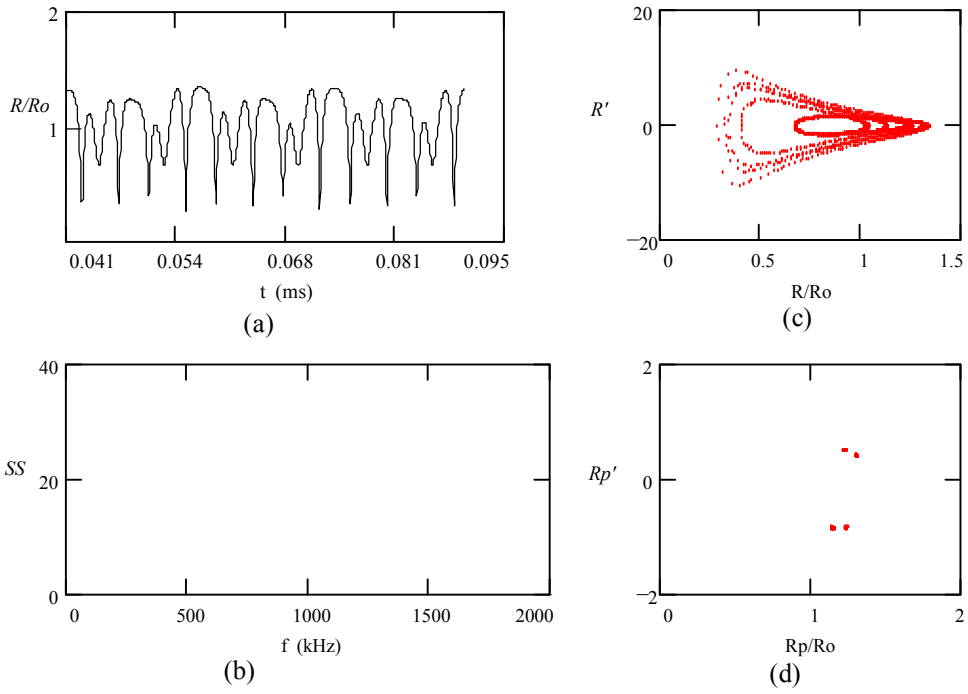 2
R/Ro
1
0.041 0.054 0.068 0.081 0.095
t (ms)
(a)
20
R'
0
−20
0 0.5 1 1.5
R/Ro
(c)
40
SS
20
0
0 500 1000 1500 2000
f (kHz)
(b)
2
Rp'
0
−2
0 1 2
Rp/Ro
(d)